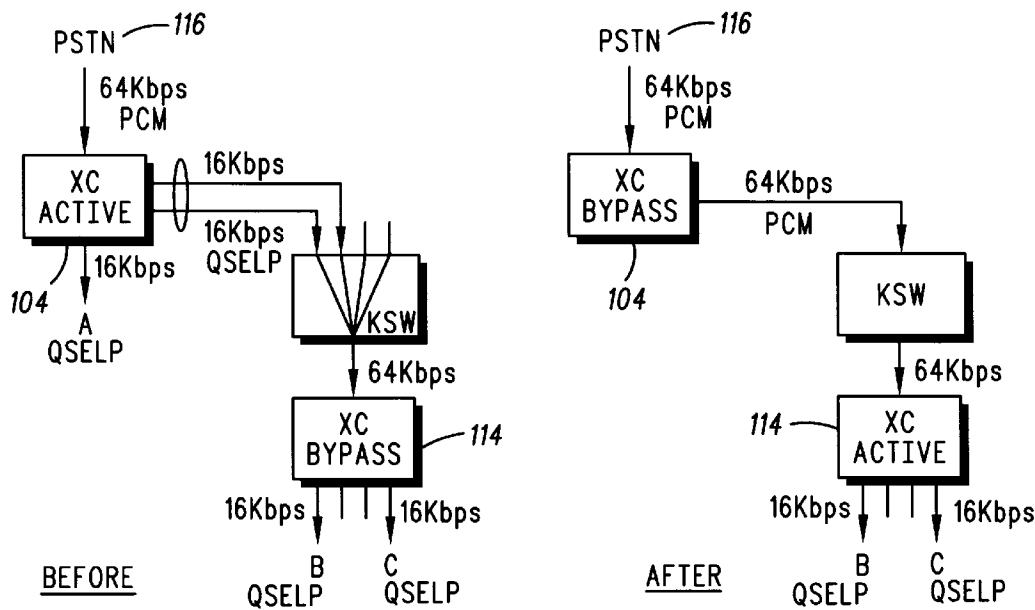 PSTN 116
64Kbps
PCM
XC
ACTIVE
104
16Kbps
16Kbps
QSELP
16Kbps
A
QSELP
KSW
64Kbps
XC
BYPASS
114
16Kbps
16Kbps
B
QSELP
C
QSELP
BEFORE
PSTN 116
64Kbps
PCM
XC
BYPASS
104
64Kbps
PCM
KSW
64Kbps
114
XC
ACTIVE
16Kbps
16Kbps
B
QSELP
C
QSELP
AFTER